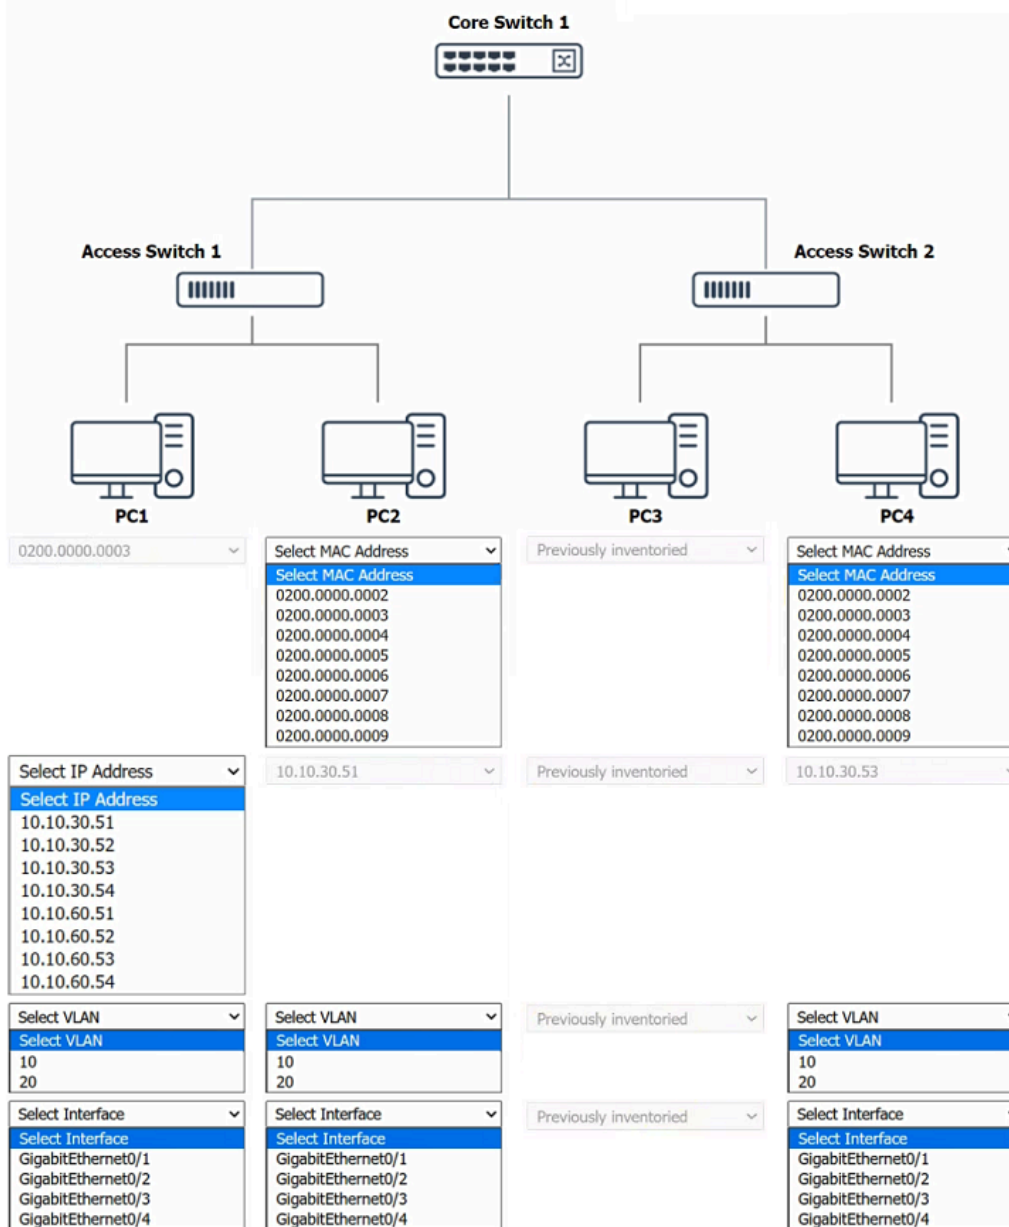 Core Switch 1
Access Switch 1
Access Switch 2
PC1
PC2
PC3
PC4
0200.0000.0003
Select MAC Address
Select MAC Address
0200.0000.0002
0200.0000.0003
0200.0000.0004
0200.0000.0005
0200.0000.0006
0200.0000.0007
0200.0000.0008
0200.0000.0009
Previously inventoried
Select MAC Address
Select MAC Address
0200.0000.0002
0200.0000.0003
0200.0000.0004
0200.0000.0005
0200.0000.0006
0200.0000.0007
0200.0000.0008
0200.0000.0009
Select IP Address
Select IP Address
10.10.30.51
10.10.30.52
10.10.30.53
10.10.30.54
10.10.60.51
10.10.60.52
10.10.60.53
10.10.60.54
10.10.30.51
Previously inventoried
10.10.30.53
Select VLAN
Select VLAN
10
20
Select VLAN
Select VLAN
10
20
Previously inventoried
Select VLAN
Select VLAN
10
20
Select Interface
Select Interface
GigabitEthernet0/1
GigabitEthernet0/2
GigabitEthernet0/3
GigabitEthernet0/4
Select Interface
Select Interface
GigabitEthernet0/1
GigabitEthernet0/2
GigabitEthernet0/3
GigabitEthernet0/4
Previously inventoried
Select Interface
Select Interface
GigabitEthernet0/1
GigabitEthernet0/2
GigabitEthernet0/3
GigabitEthernet0/4